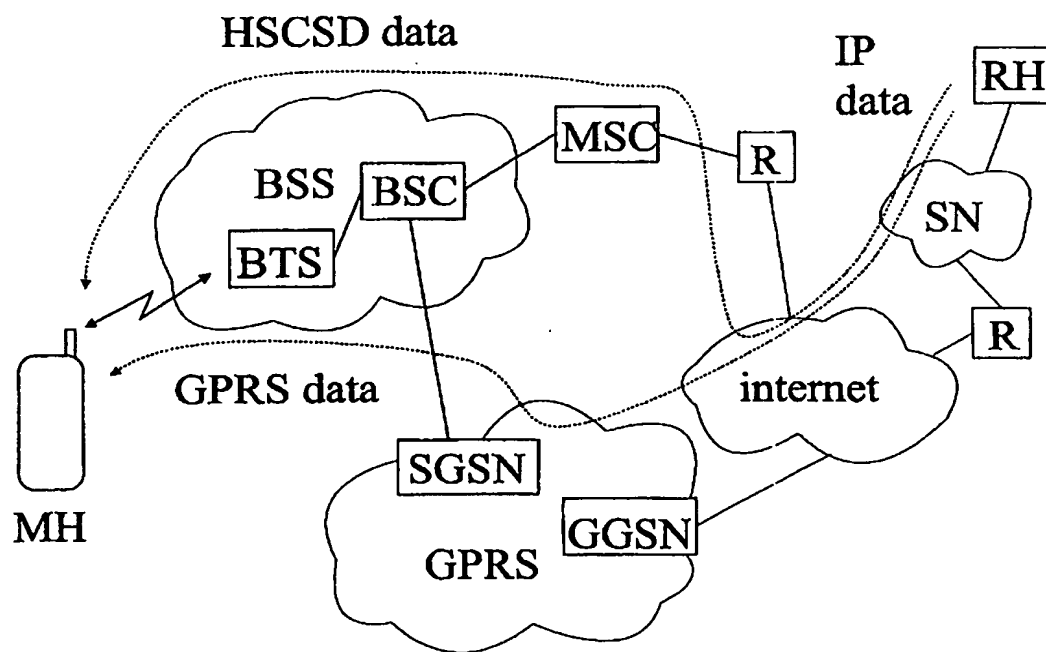 HSCSD data
IP
data
RH
MSC
R
BSS
BSC
SN
BTS
R
internet
GPRS data
SGSN
MH
GGSN
GPRS